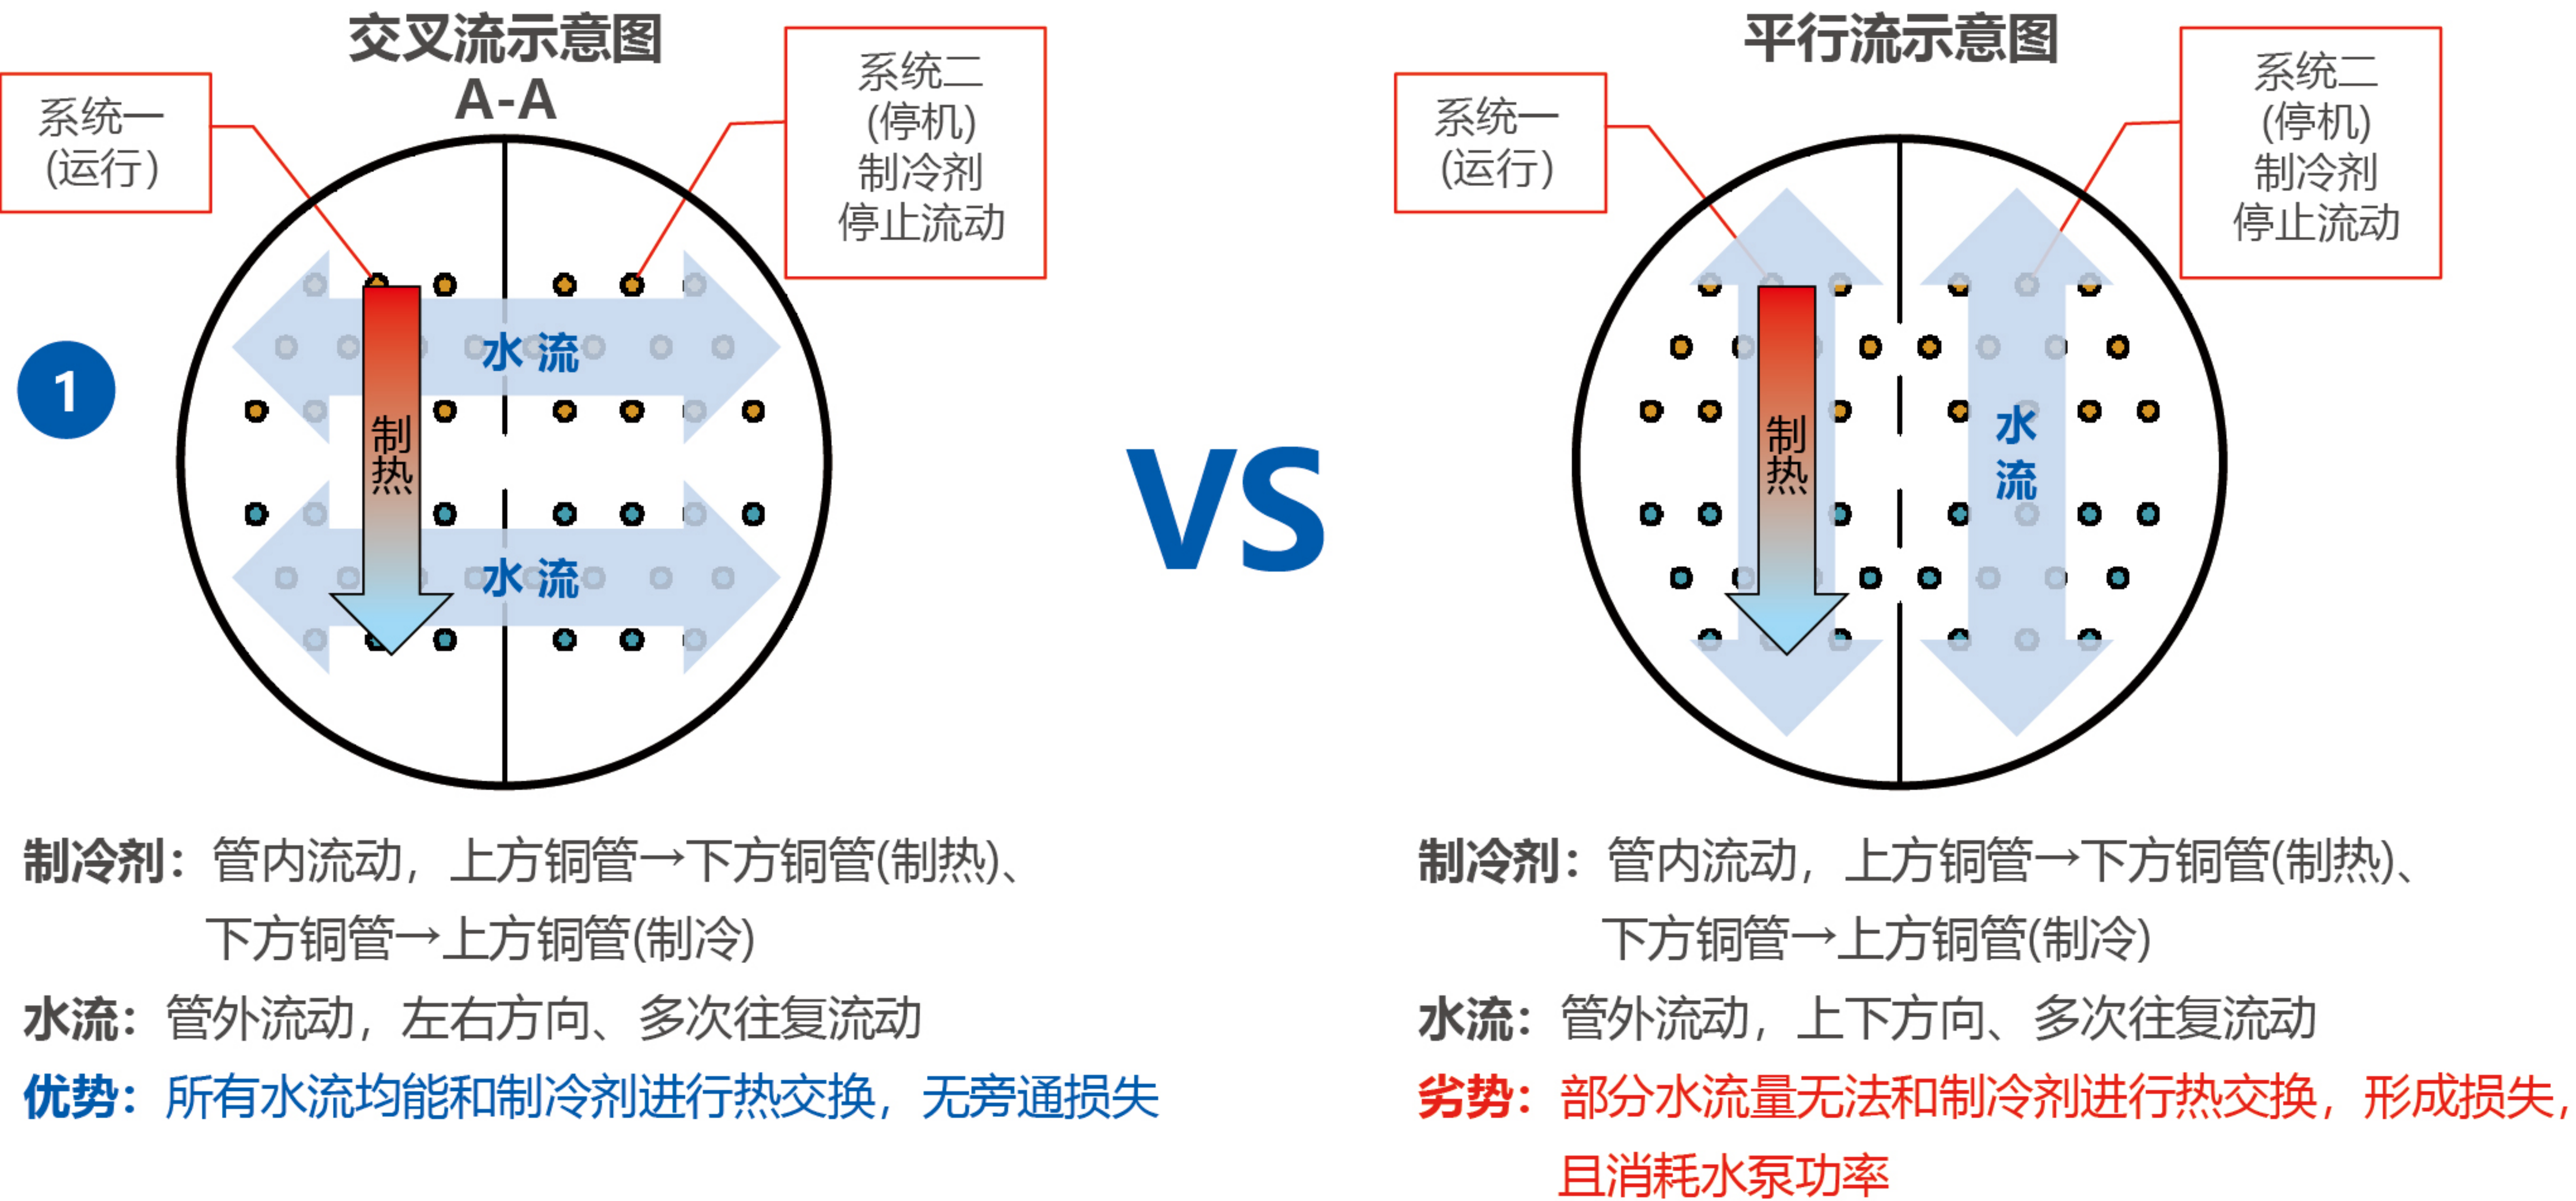 交叉流示意图
A-A
系统一
(运行)
系统二
(停机)
制冷剂
停止流动
1
水 流
制
热
水 流
制冷剂：管内流动，上方铜管→下方铜管(制热)、
下方铜管→上方铜管(制冷)
水流：管外流动，左右方向、多次往复流动
优势：所有水流均能和制冷剂进行热交换，无旁通损失
VS
平行流示意图
系统一
(运行)
系统二
(停机)
制冷剂
停止流动
制
热
水
流
制冷剂：管内流动，上方铜管→下方铜管(制热)、
下方铜管→上方铜管(制冷)
水流：管外流动，上下方向、多次往复流动
劣势：部分水流量无法和制冷剂进行热交换，形成损失，
且消耗水泵功率